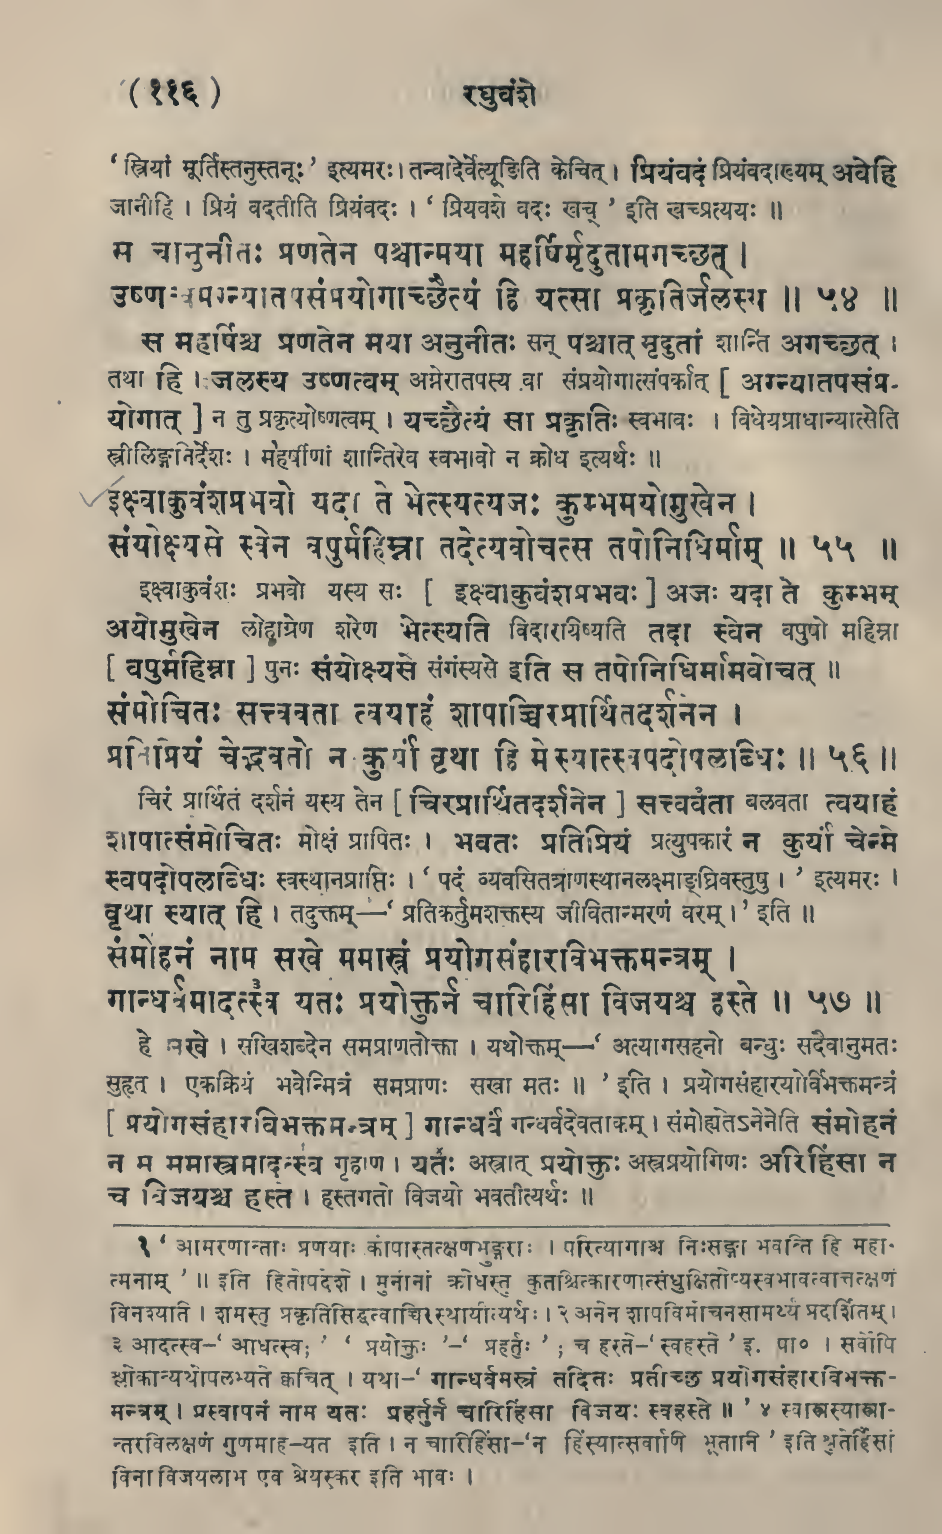 ( ११६ ) रघुवंशे
‘ स्त्रियां मूर्तिस्तनुस्तनूः ’ इत्यमरः। तन्वादेर्वेत्यूङिति केचित् । प्रियंवदं प्रियंवदाख्यम् अवेहि
जानीहि । प्रियं वदतीति प्रियंवदः । ‘ प्रियवशे वदः खच् ’ इति खच्प्रत्ययः ॥
स चानुनीतः प्रणतेन पश्चान्मया महर्षिर्मृदुतामगच्छत् ।
उष्णत्वमग्न्यातपसंप्रयोगाच्छैत्यं हि यत्सा प्रकृतिर्जलस्य ॥ ५४ ॥
स महर्षिश्च प्रणतेन मया अनुनीतः सन् पश्चात् मृदुतां शान्तिं अगच्छत् ।
तथा हि । जलस्य उष्णत्वम् अग्नेरातपस्य वा संप्रयोगात्संपर्कात् [ अग्न्यातपसंप्र-
योगात् ] न तु प्रकृत्योष्णत्वम् । यच्छैत्यं सा प्रकृतिः स्वभावः । विधेयप्राधान्यात्सेति
स्त्रीलिङ्गनिर्देशः । महर्षीणां शान्तिरेव स्वभावो न क्रोध इत्यर्थः ॥
इक्ष्वाकुवंशप्रभवो यदा ते भेत्स्यत्यजः कुम्भमयोमुखेन ।
संयोक्ष्यसे स्वेन वपुर्महिम्ना तदेत्यवोचत्स तपोनिधिर्माम् ॥ ५५ ॥
इक्ष्वाकुवंशः प्रभवो यस्य सः [ इक्ष्वाकुवंशप्रभवः ] अजः यदा ते कुम्भम्
अयोमुखेन लोहाग्रेण शरेण भेत्स्यति विदारयिष्यति तदा स्वेन वपुषो महिम्ना
[ वपुर्महिम्ना ] पुनः संयोक्ष्यसे संगंस्यसे इति स तपोनिधिर्मामवोचत् ॥
संमोचितः सत्त्ववता त्वयाहं शापाच्चिरप्रार्थितदर्शनेन ।
प्रतिप्रियं चेद्भवतो न कुर्यां वृथा हि मे स्यात्स्वपदोपलब्धिः ॥ ५६ ॥
चिरं प्रार्थितं दर्शनं यस्य तेन [ चिरप्रार्थितदर्शनेन ] सत्त्ववता बलवता त्वयाहं
शापात्संमोचितः मोक्षं प्रापितः । भवतः प्रतिप्रियं प्रत्युपकारं न कुर्यां चेन्मे
स्वपदोपलब्धिः स्वस्थानप्राप्तिः । ‘ पदं व्यवसितत्राणस्थानलक्ष्माङ्घ्रिवस्तुषु । ’ इत्यमरः ।
वृथा स्यात् हि । तदुक्तम्—‘ प्रतिकर्तुमशक्तस्य जीवितान्मरणं वरम् । ’ इति ॥
संमोहनं नाम सखे ममास्त्रं प्रयोगसंहारविभक्तमन्त्रम् ।
गान्धर्वमादत्स्व यतः प्रयोक्तुर्न चारिहिंसा विजयश्च हस्ते ॥ ५७ ॥
हे सखे । सखिशब्देन समप्राणतोक्ता । यथोक्तम्—‘ अत्यागसहनो बन्धुः सदैवानुमतः
सुहृत् । एकक्रियं भवेन्मित्रं समप्राणः सखा मतः ॥ ’ इति । प्रयोगसंहारयोर्विभक्तमन्त्रं
[ प्रयोगसंहारविभक्तमन्त्रम् ] गान्धर्वं गन्धर्वदेवताकम् । संमोह्यतेऽनेनेति संमोहनं
नाम ममास्त्रमादत्स्व गृहाण । यतः अस्त्रात् प्रयोक्तुः अस्त्रप्रयोगिणः अरिहिंसा न
च विजयश्च हस्ते । हस्तगतो विजयो भवतीत्यर्थः ॥
१ ‘ आमरणान्ताः प्रणयाः कोपास्तत्क्षणभङ्गुराः । परित्यागाश्च निःसङ्गा भवन्ति हि महा-
त्मनाम् ’ ॥ इति हितोपदेशे । मुनीनां क्रोधस्तु कुतश्चित्कारणात्संधुक्षितोप्यस्वभावत्वात्तत्क्षणं
विनश्यति । शमस्तु प्रकृतिसिद्धत्वाच्चिरस्थायीत्यर्थः । २ अनेन शापविमोचनसामर्थ्यं प्रदर्शितम् ।
३ आदत्स्व–‘ आधत्स्व; ’ ‘ प्रयोक्तुः ’–‘ प्रहर्तुः ’ ; च हस्ते–‘ स्वहस्ते ’ इ. पा० । सर्वोपि
श्लोकोन्यथोपलभ्यते क्वचित् । यथा–‘ गान्धर्वमस्त्रं तदितः प्रतीच्छ प्रयोगसंहारविभक्त-
मन्त्रम् । प्रस्वापनं नाम यतः प्रहर्तुर्न चारिहिंसा विजयः स्वहस्ते ॥ ’ ४ स्वास्त्रस्यास्त्रा-
न्तरविलक्षणं गुणमाह–यत इति । न चारिहिंसा–‘न हिंस्यात्सर्वाणि भूतानि ’ इति श्रुतेर्हिंसां
विना विजयलाभ एव श्रेयस्कर इति भावः ।